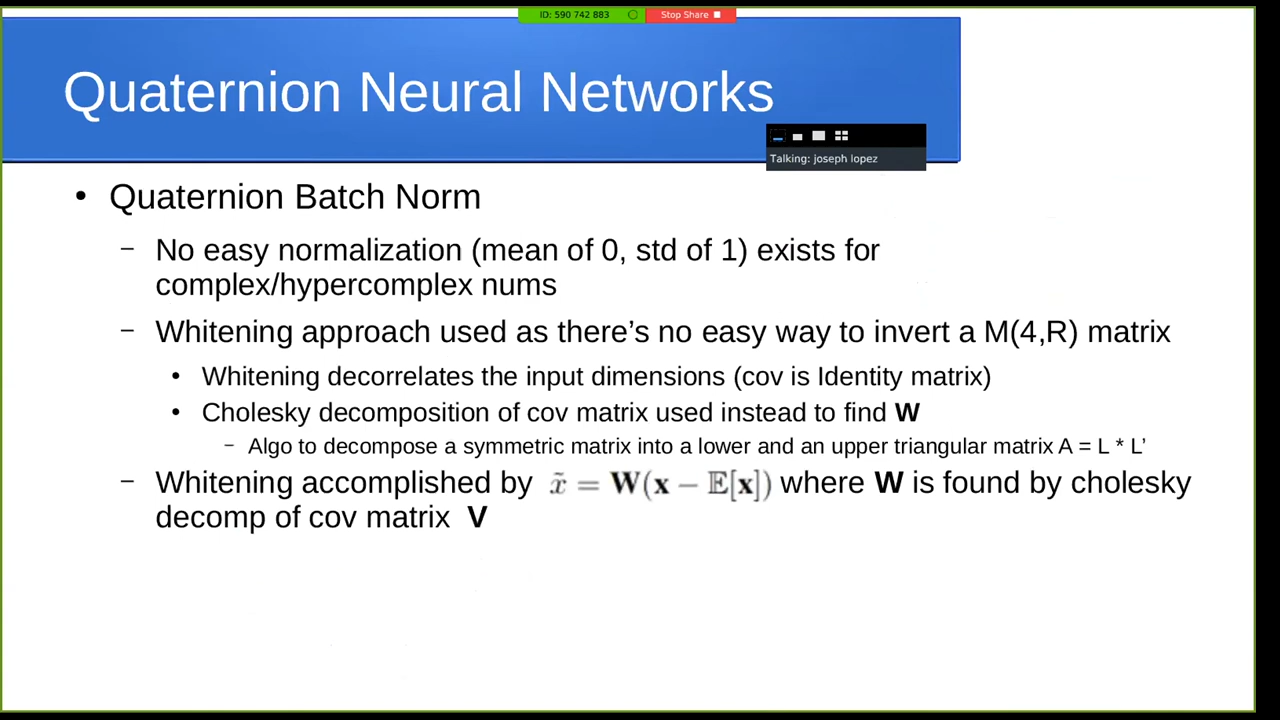 ID: 590 742 883 Stop Share
Quaternion Neural Networks
Talking: joseph lopez
• Quaternion Batch Norm
– No easy normalization (mean of 0, std of 1) exists for
complex/hypercomplex nums
– Whitening approach used as there’s no easy way to invert a M(4,R) matrix
• Whitening decorrelates the input dimensions (cov is Identity matrix)
• Cholesky decomposition of cov matrix used instead to find W
– Algo to decompose a symmetric matrix into a lower and an upper triangular matrix A = L * L’
– Whitening accomplished by x̃ = W(x − 𝔼[x]) where W is found by cholesky
decomp of cov matrix V